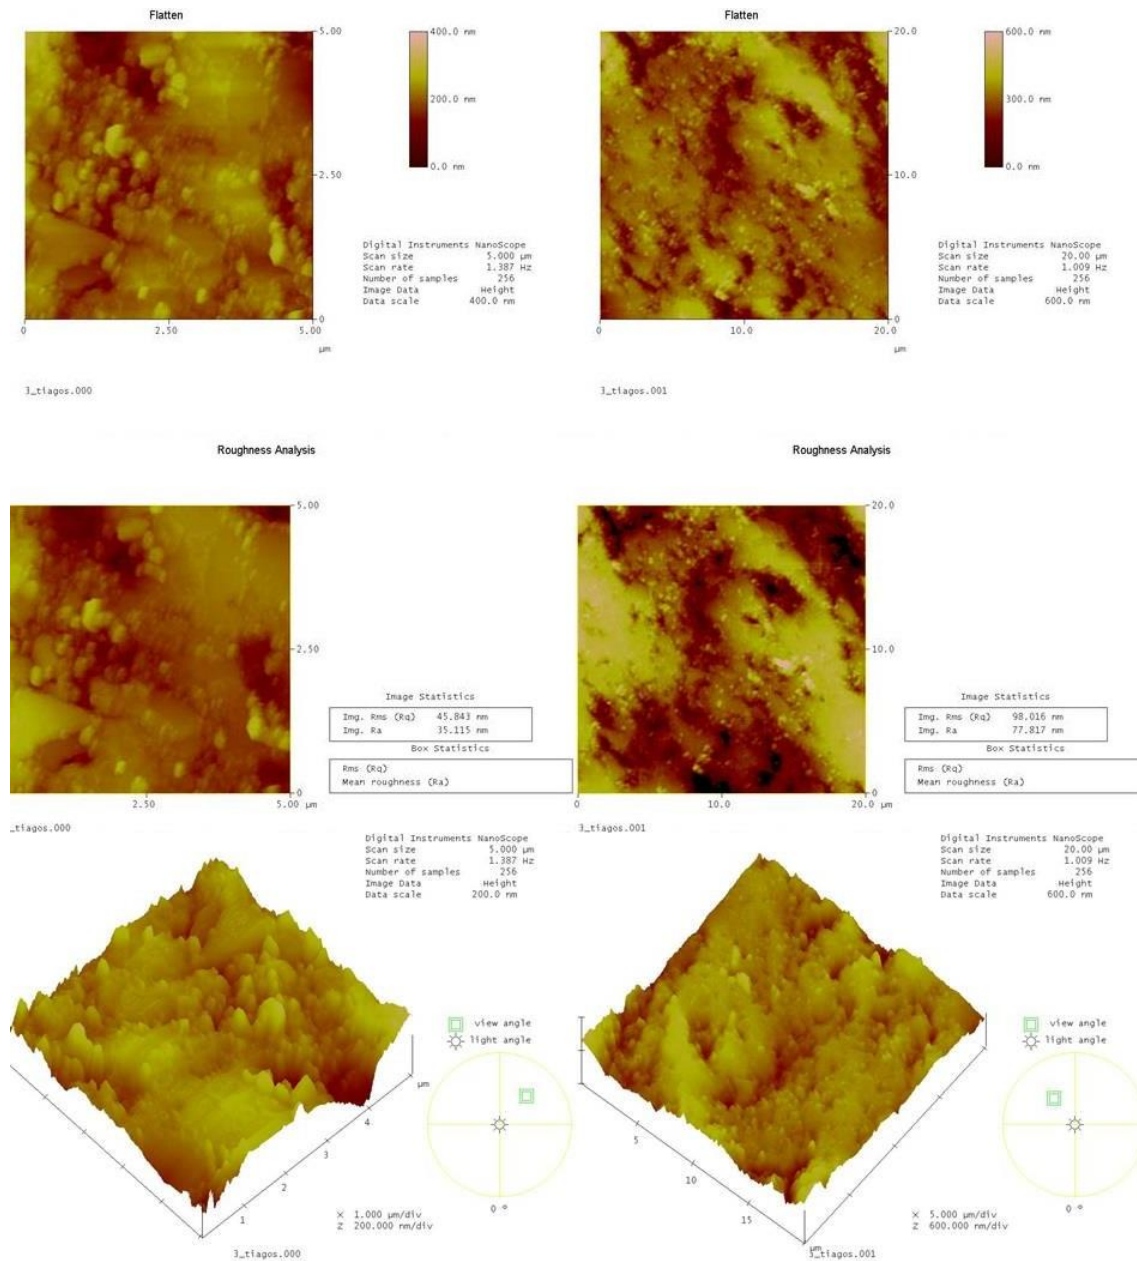 Flatten
5.00
400.0 nm
200.0 nm
2.50
0.0 nm
Digital Instruments NanoScope
Scan size 5.000 µm
Scan rate 1.387 Hz
Number of samples 256
Image Data Height
Data scale 400.0 nm
0
0 2.50 5.00
µm
3_tiagos.000
Flatten
20.0
600.0 nm
300.0 nm
10.0
0.0 nm
Digital Instruments NanoScope
Scan size 20.00 µm
Scan rate 1.009 Hz
Number of samples 256
Image Data Height
Data scale 600.0 nm
0
0 10.0 20.0
µm
3_tiagos.001
Roughness Analysis
5.00
2.50
Image Statistics
Img. Rms (Rq) 45.843 nm
Img. Ra 35.115 nm
Box Statistics
Rms (Rq)
Mean roughness (Ra)
0
2.50 5.00 µm
_tiagos.000
Roughness Analysis
20.0
10.0
Image Statistics
Img. Rms (Rq) 98.016 nm
Img. Ra 77.817 nm
Box Statistics
Rms (Rq)
Mean roughness (Ra)
0
0 10.0 20.0 µm
3_tiagos.001
Digital Instruments NanoScope
Scan size 5.000 µm
Scan rate 1.387 Hz
Number of samples 256
Image Data Height
Data scale 200.0 nm
view angle
light angle
µm
4
3
2
1
0 º
X 1.000 µm/div
Z 200.000 nm/div
3_tiagos.000
Digital Instruments NanoScope
Scan size 20.00 µm
Scan rate 1.009 Hz
Number of samples 256
Image Data Height
Data scale 600.0 nm
view angle
light angle
5
10
15
µm
0 º
X 5.000 µm/div
Z 600.000 nm/div
3_tiagos.001